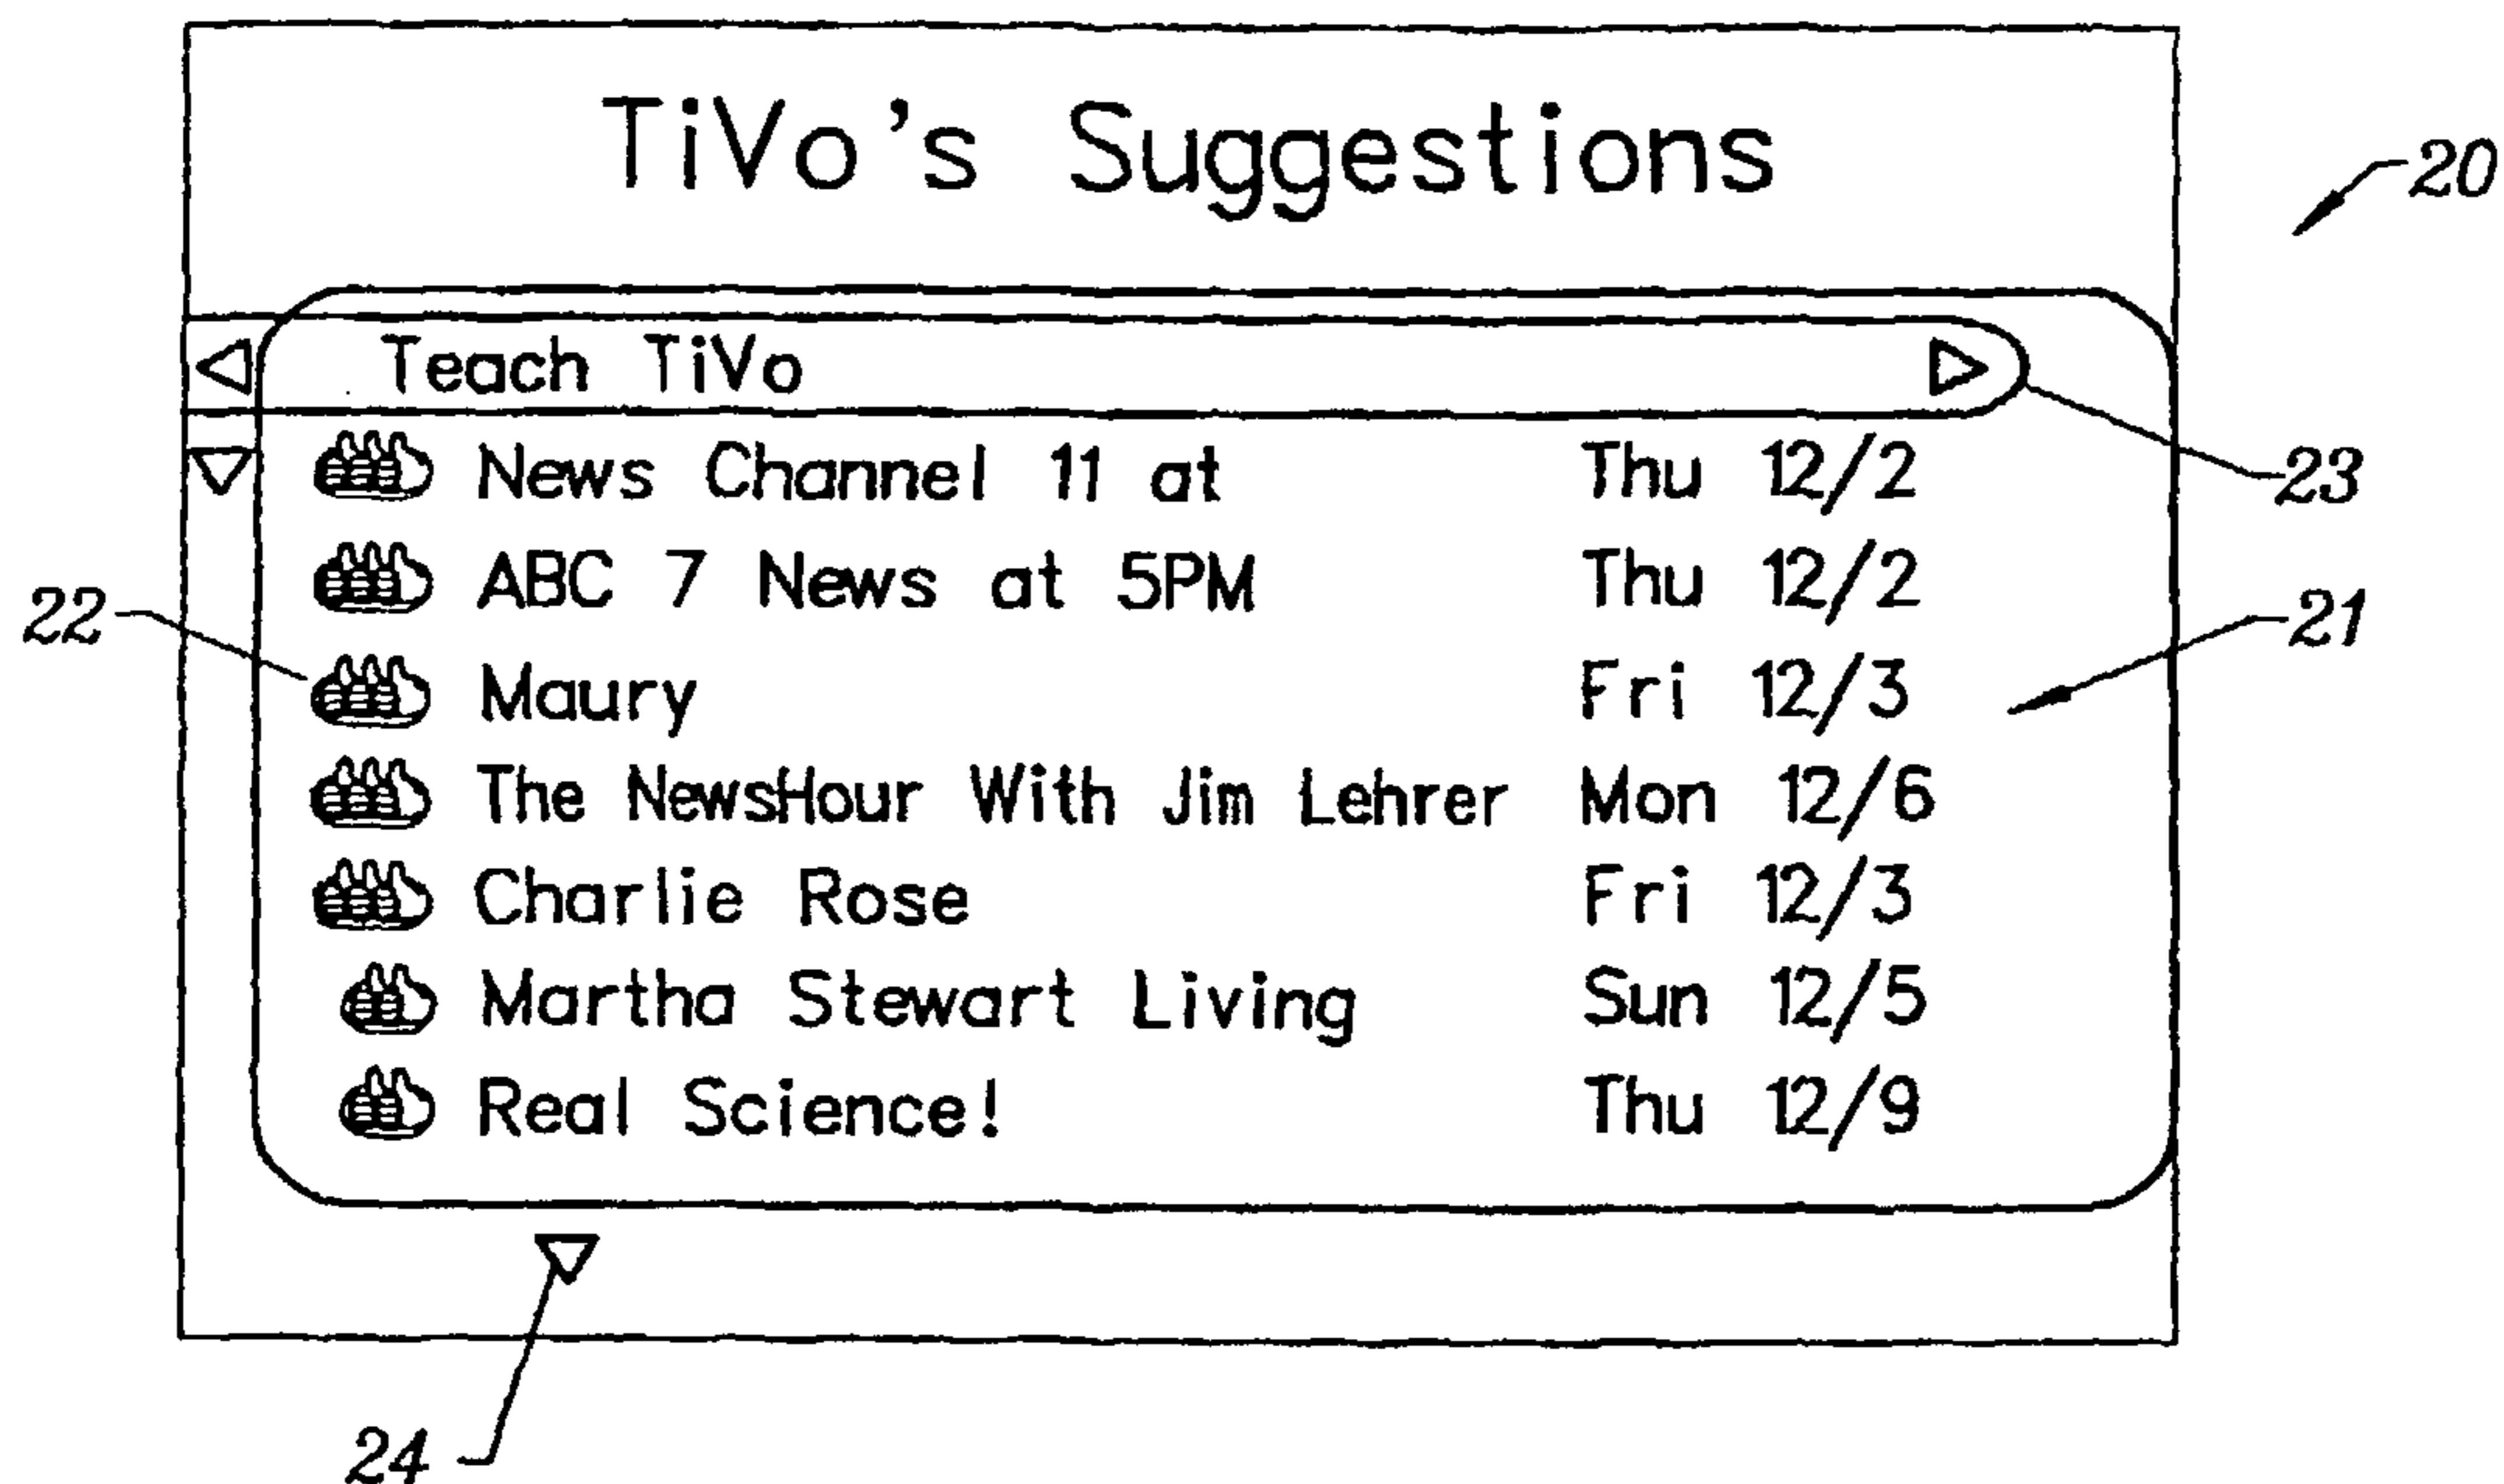 TiVo's Suggestions
20
Teach TiVo
News Channel 11 at Thu 12/2
23
ABC 7 News at 5PM Thu 12/2
22
21
Maury Fri 12/3
The NewsHour With Jim Lehrer Mon 12/6
Charlie Rose Fri 12/3
Martha Stewart Living Sun 12/5
Real Science! Thu 12/9
24